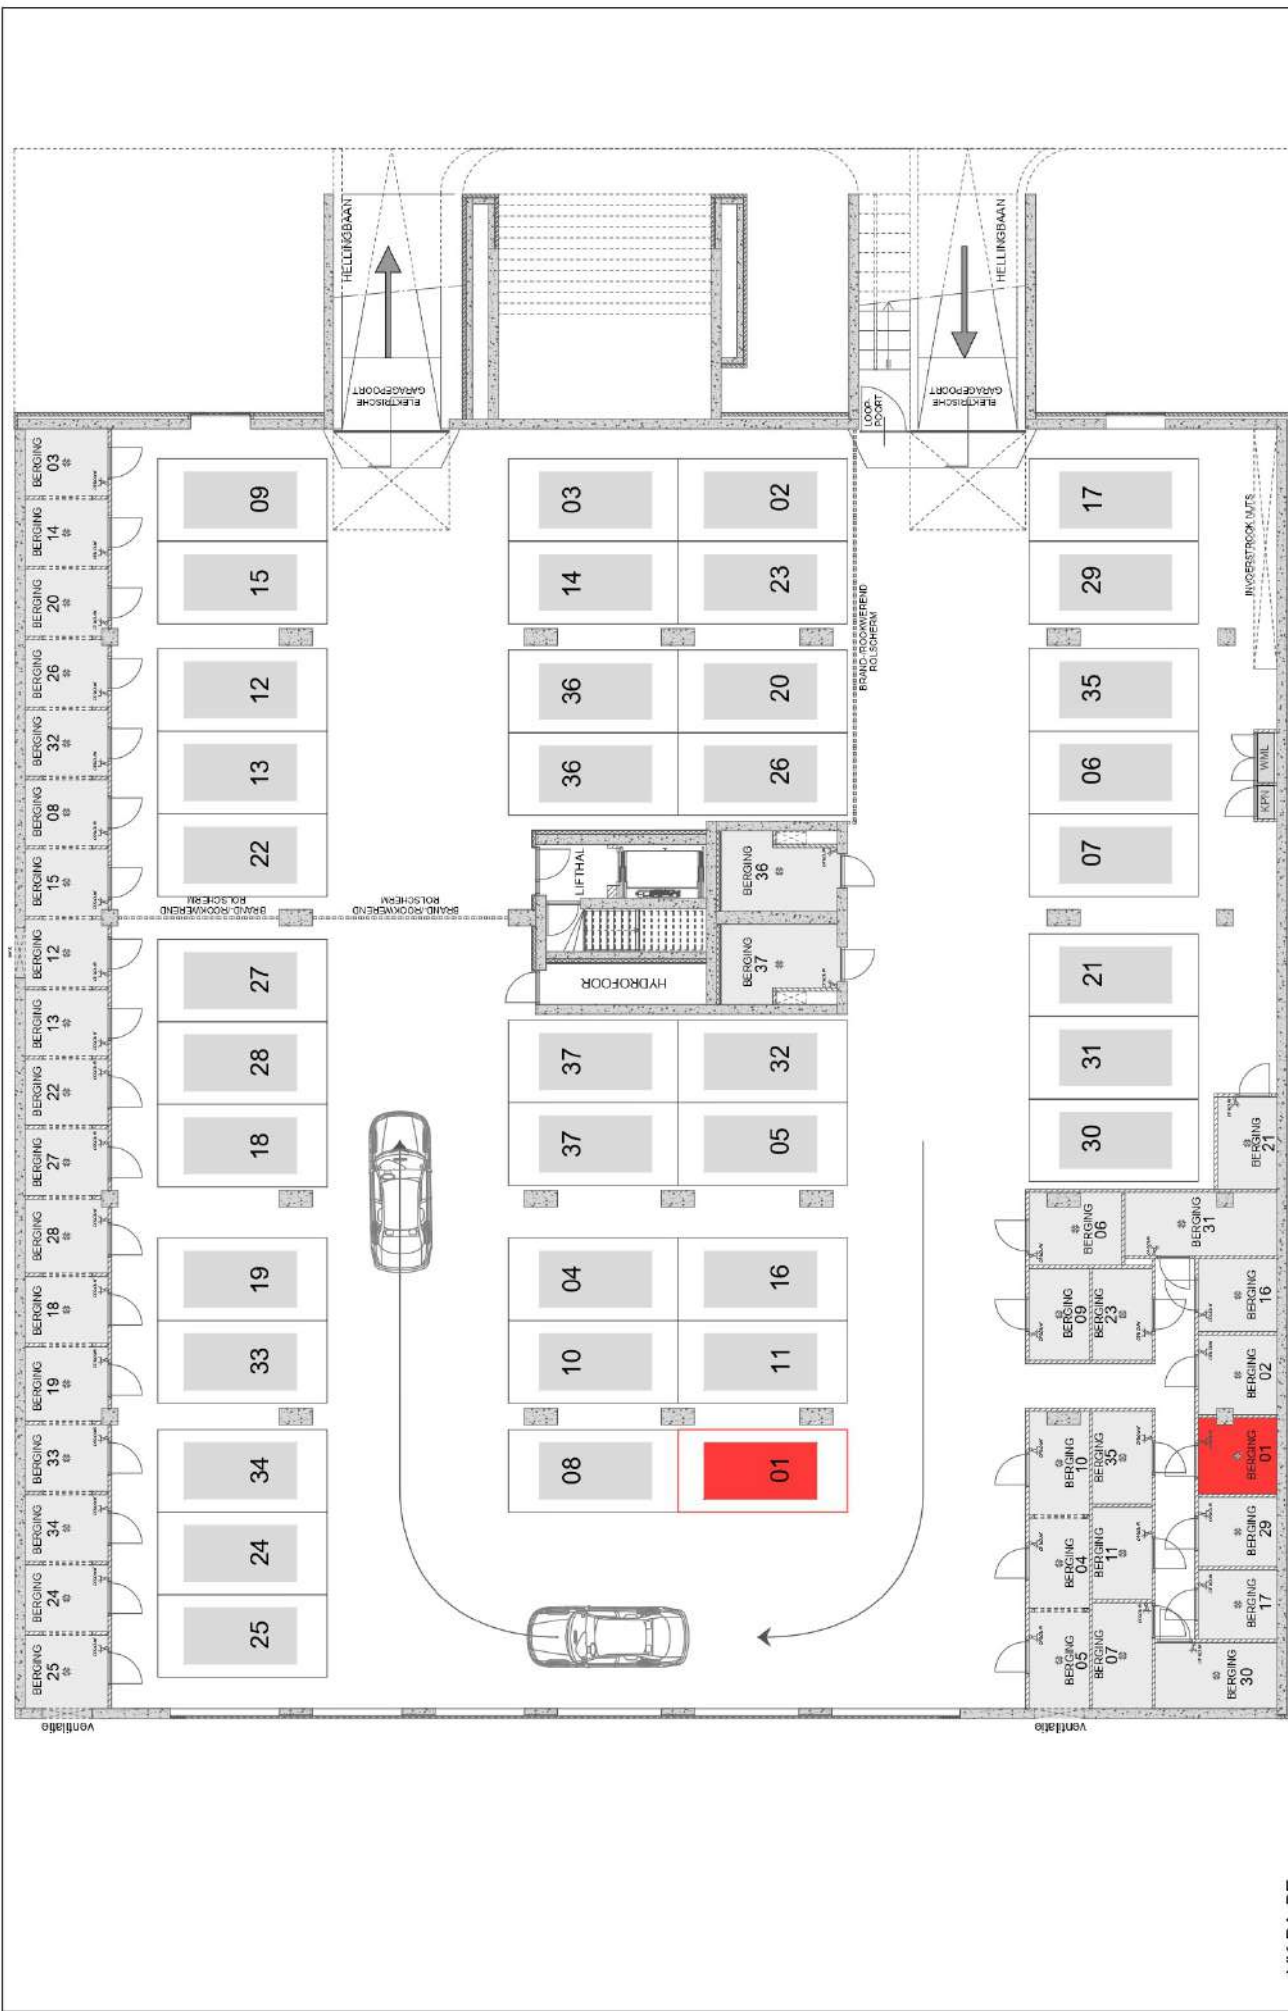 HELLINGBAAN
ELEKTRISCHE
GARAGEPOORT
LOOP-
POORT
HELLINGBAAN
ELEKTRISCHE
GARAGEPOORT
BERGING
03
BERGING
14
BERGING
20
BERGING
26
BERGING
32
BERGING
08
BERGING
15
BERGING
12
BERGING
13
BERGING
22
BERGING
27
BERGING
28
BERGING
18
BERGING
19
BERGING
33
BERGING
34
BERGING
24
BERGING
25
ventilatie
09
15
12
13
22
BRAND-/ROOKWEREND
ROLSCHERM
BRAND-/ROOKWEREND
ROLSCHERM
27
28
18
19
33
34
24
25
03
14
36
36
LIFTHAL
HYDROFOOR
37
37
04
10
08
02
23
20
26
BRAND-/ROOKWEREND
ROLSCHERM
BERGING
36
BERGING
37
32
05
16
11
01
17
29
35
06
07
21
31
30
INVOERSTROOK NUTS
WML
KPN
BERGING
21
BERGING
06
BERGING
31
BERGING
09
BERGING
23
BERGING
16
BERGING
02
BERGING
01
BERGING
10
BERGING
35
BERGING
29
BERGING
04
BERGING
11
BERGING
17
BERGING
05
BERGING
07
BERGING
30
ventilatie